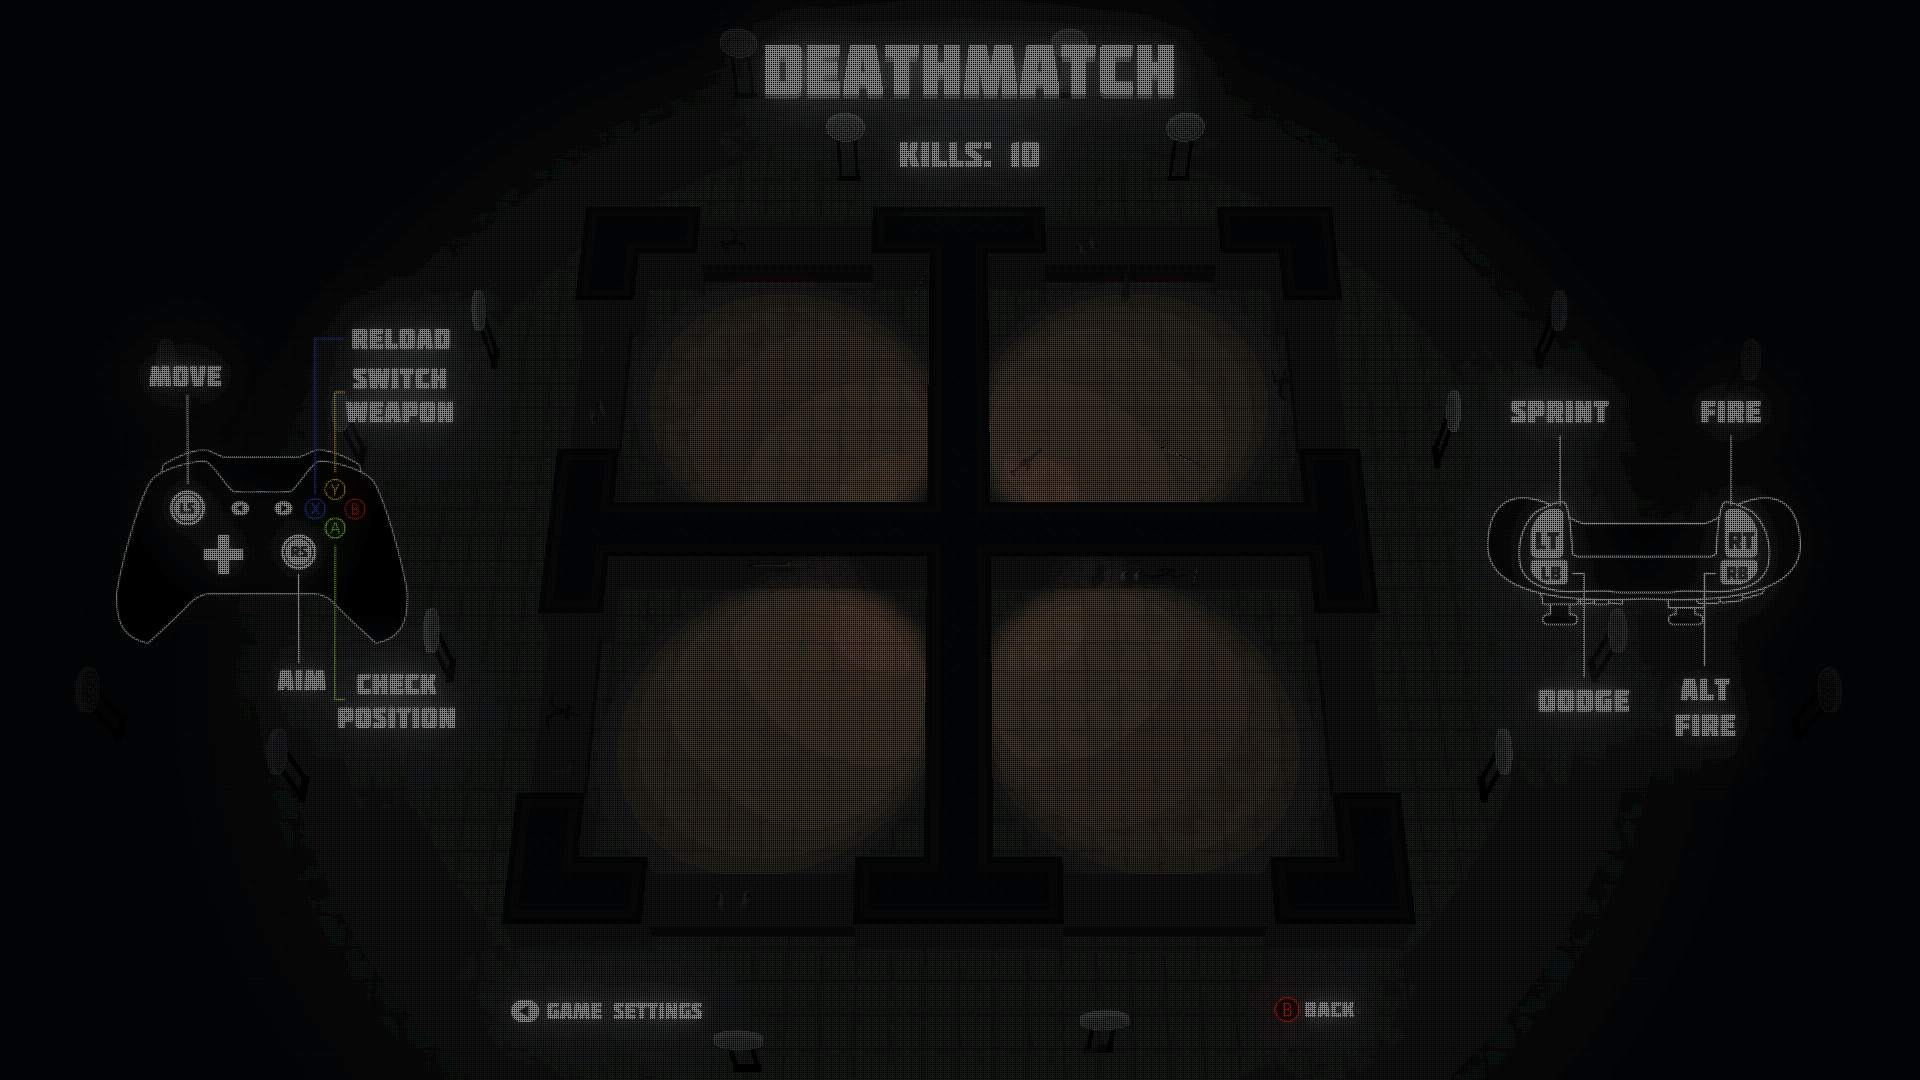 DEATHMATCH
KILLS: 10
RELOAD
MOVE
SWITCH
WEAPON
SPRINT
FIRE
Y
LS
X
B
A
RS
LT
RT
LB
RB
AIM
CHECK
POSITION
DODGE
ALT
FIRE
GAME SETTINGS
B BACK